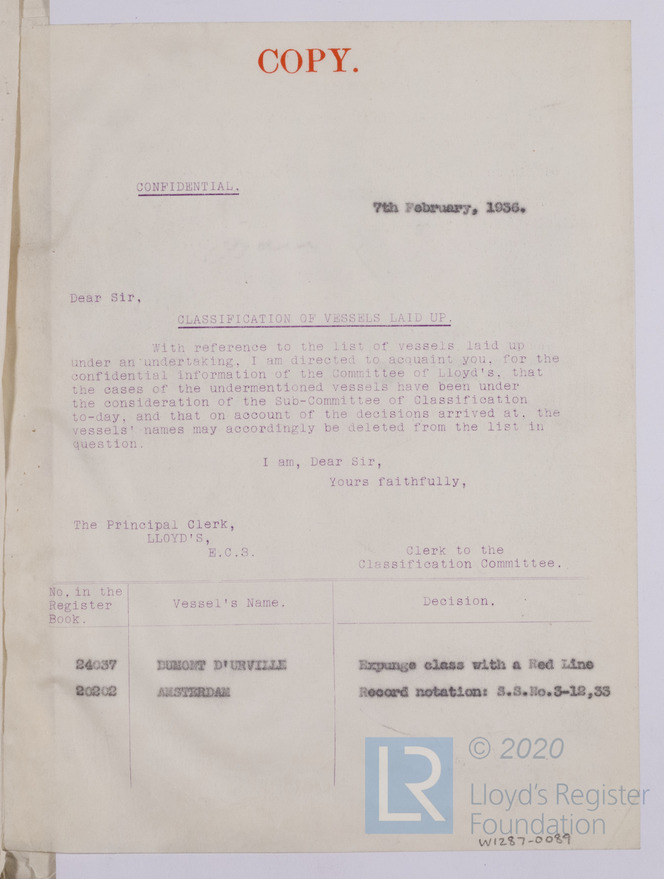 COPY.
CONFIDENTIAL.
7th February, 1936.
Dear Sir,
CLASSIFICATION OF VESSELS LAID UP.
With reference to the list of vessels laid up
under an undertaking, I am directed to acquaint you, for the
confidential information of the Committee of Lloyd's, that
the cases of the undermentioned vessels have been under
the consideration of the Sub-Committee of Classification
to-day, and that on account of the decisions arrived at, the
vessels' names may accordingly be deleted from the list in
question.
I am, Dear Sir,
Yours faithfully,
The Principal Clerk,
LLOYD'S,
E.C.3.
Clerk to the
Classification Committee.
No. in the
Register
Book.
Vessel's Name.
Decision.
24037 DUMONT D'URVILLE Expunge class with a Red Line
20202 AMSTERDAM Record notation: S.S.No.3-12,33
LR
© 2020
Lloyd's Register
Foundation
W1287-0089